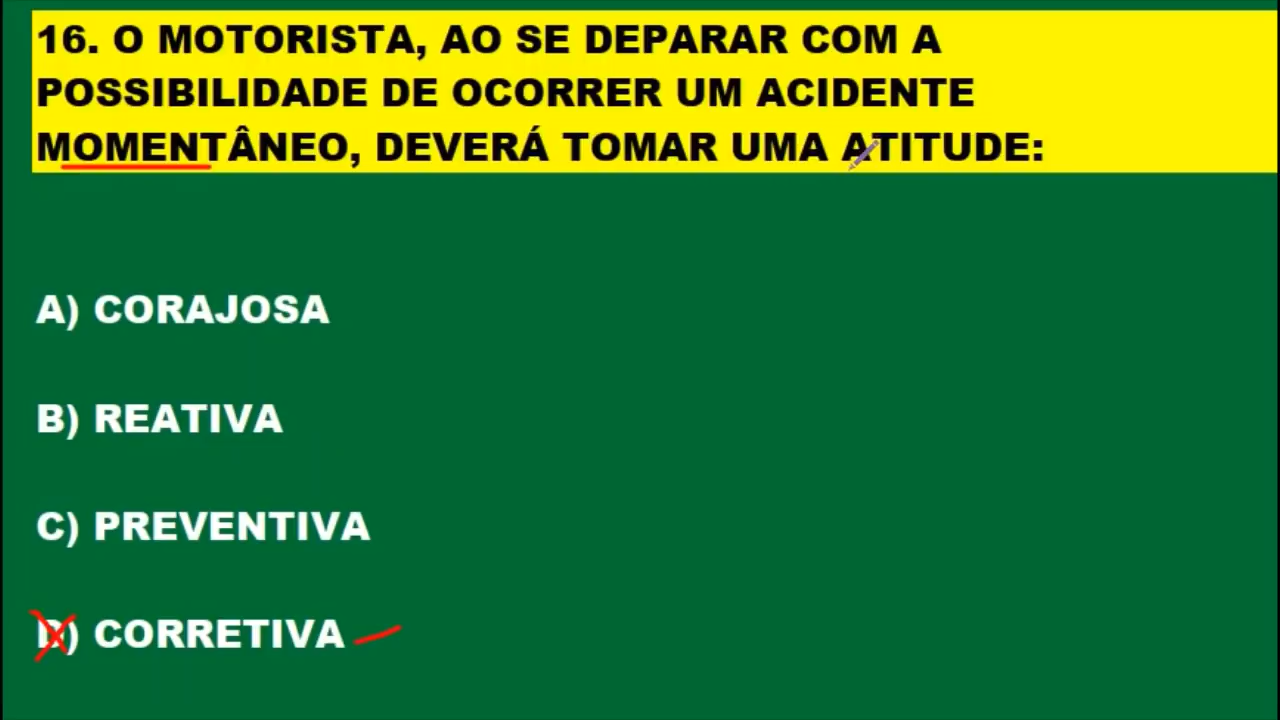 16. O MOTORISTA, AO SE DEPARAR COM A
POSSIBILIDADE DE OCORRER UM ACIDENTE
MOMENTÂNEO, DEVERÁ TOMAR UMA ATITUDE:
A) CORAJOSA
B) REATIVA
C) PREVENTIVA
D) CORRETIVA